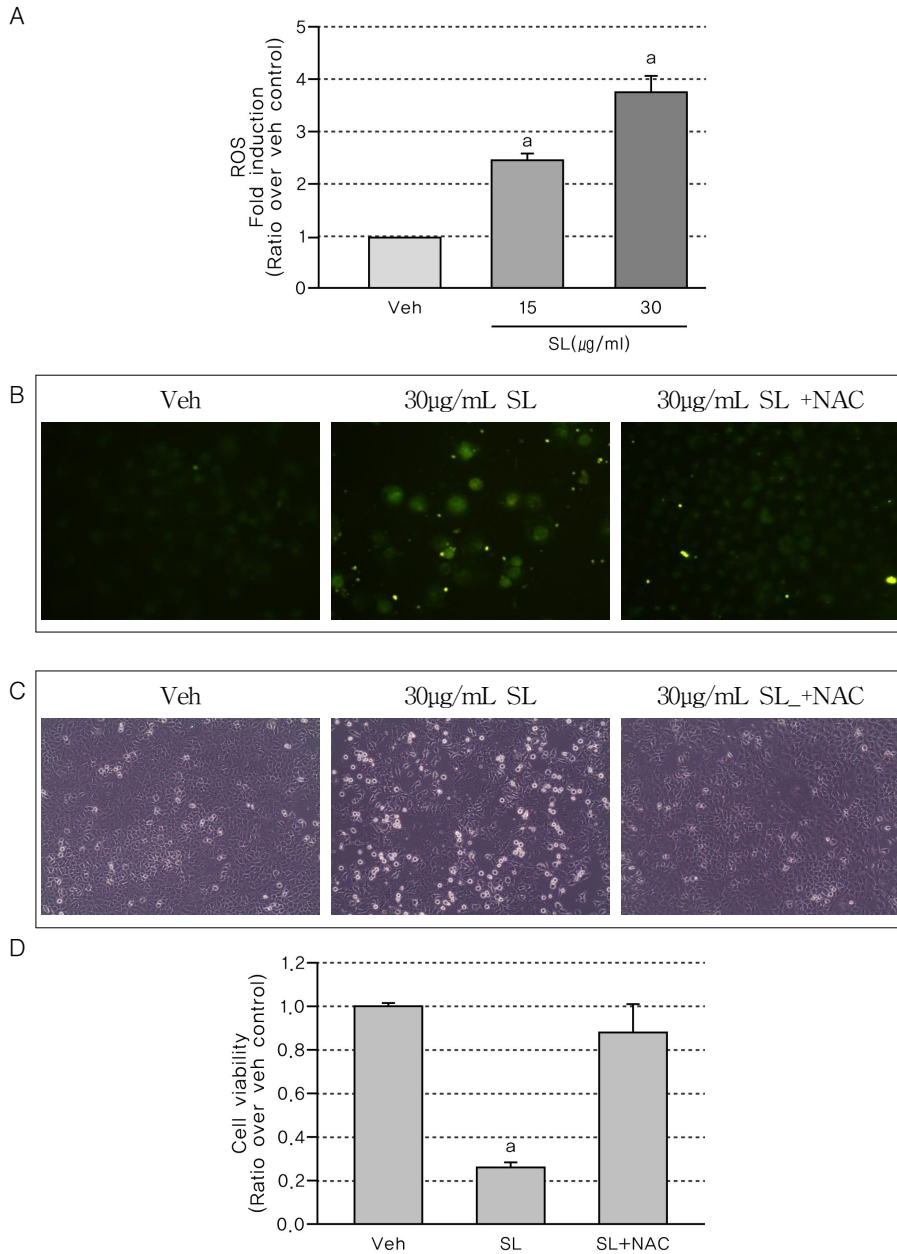 A
ROS
Fold induction
(Ratio over veh control)
5
4
3
2
1
0
a
a
Veh
15
30
SL(μg/ml)
B
Veh
30μg/mL SL
30μg/mL SL +NAC
C
Veh
30μg/mL SL
30μg/mL SL_+NAC
D
Cell viability
(Ratio over veh control)
1.2
1.0
0.8
0.6
0.4
0.2
0.0
a
Veh
SL
SL+NAC